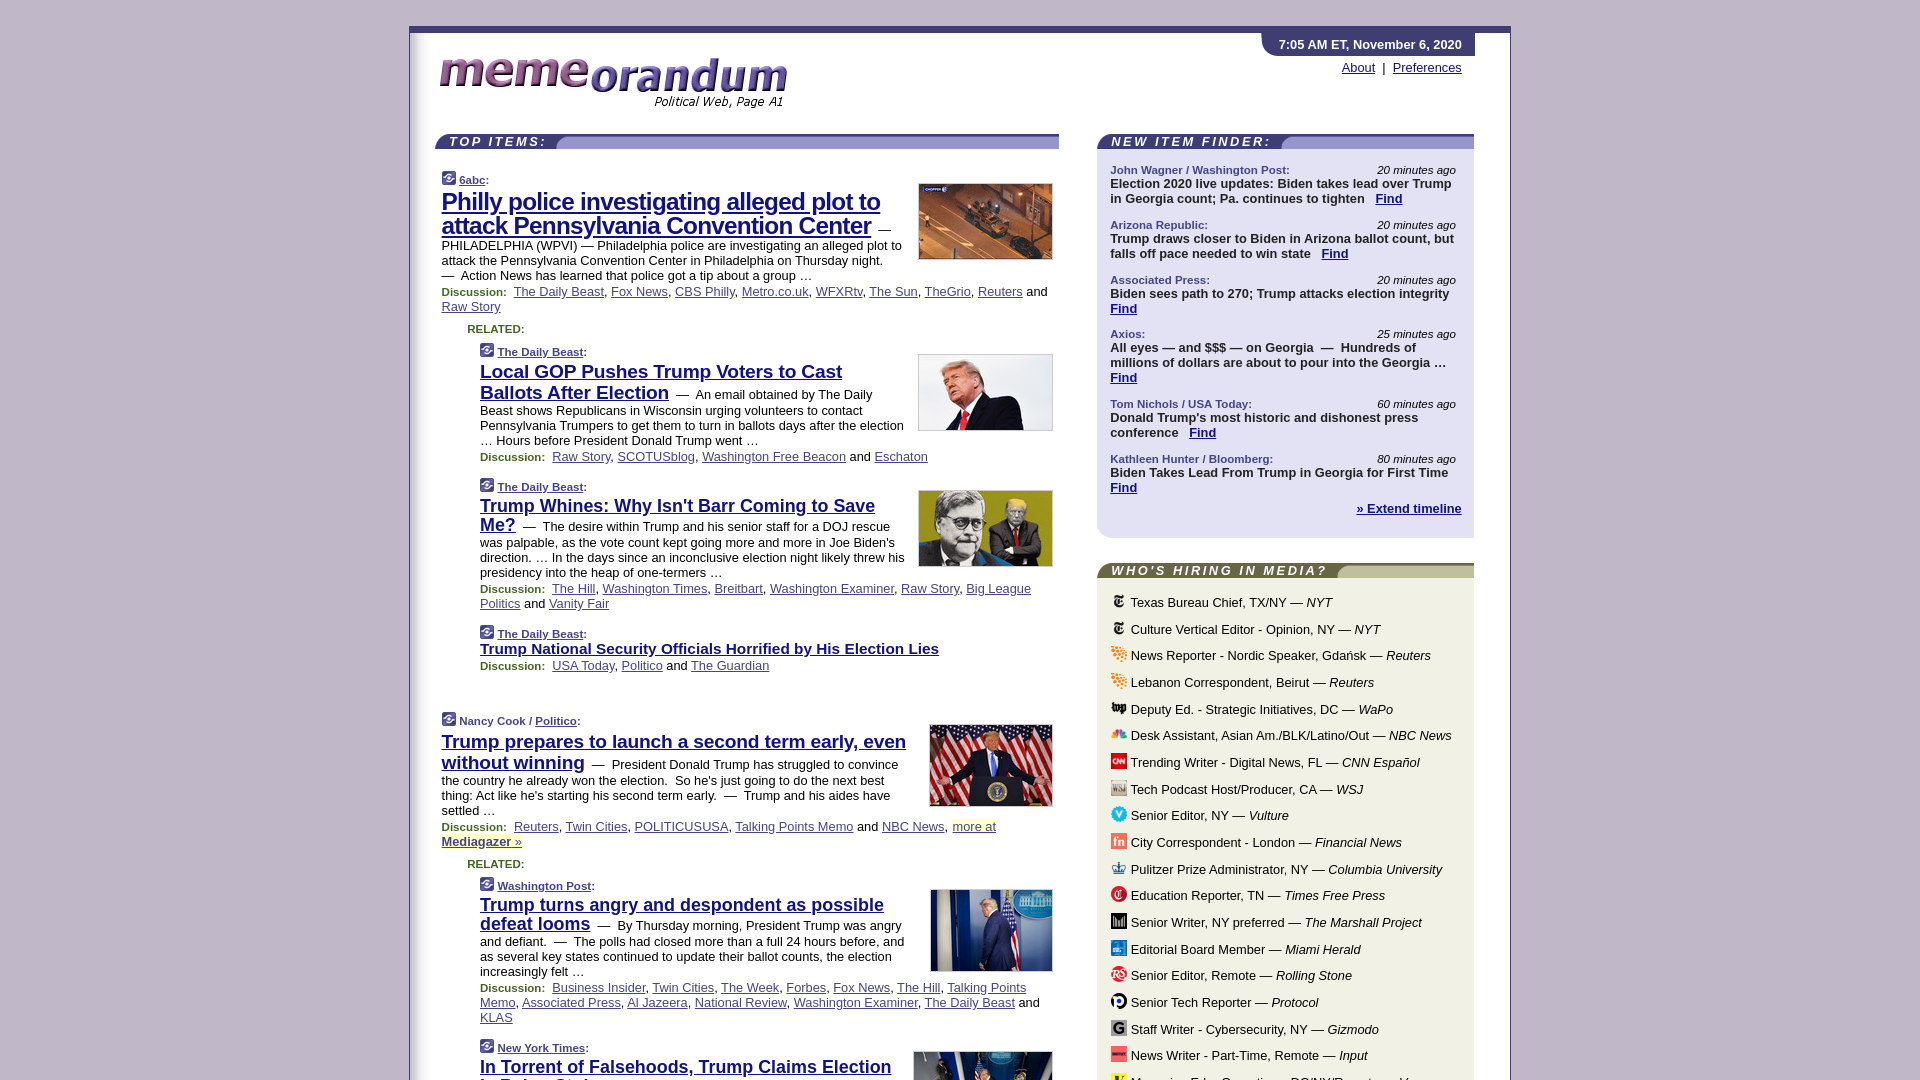 memeorandum
Political Web, Page A1
7:05 AM ET, November 6, 2020
About | Preferences
TOP ITEMS:
6abc:
Philly police investigating alleged plot to
attack Pennsylvania Convention Center —
PHILADELPHIA (WPVI) — Philadelphia police are investigating an alleged plot to
attack the Pennsylvania Convention Center in Philadelphia on Thursday night.
— Action News has learned that police got a tip about a group …
Discussion: The Daily Beast, Fox News, CBS Philly, Metro.co.uk, WFXRtv, The Sun, TheGrio, Reuters and
Raw Story
RELATED:
The Daily Beast:
Local GOP Pushes Trump Voters to Cast
Ballots After Election — An email obtained by The Daily
Beast shows Republicans in Wisconsin urging volunteers to contact
Pennsylvania Trumpers to get them to turn in ballots days after the election
… Hours before President Donald Trump went …
Discussion: Raw Story, SCOTUSblog, Washington Free Beacon and Eschaton
The Daily Beast:
Trump Whines: Why Isn't Barr Coming to Save
Me? — The desire within Trump and his senior staff for a DOJ rescue
was palpable, as the vote count kept going more and more in Joe Biden's
direction. … In the days since an inconclusive election night likely threw his
presidency into the heap of one-termers …
Discussion: The Hill, Washington Times, Breitbart, Washington Examiner, Raw Story, Big League
Politics and Vanity Fair
The Daily Beast:
Trump National Security Officials Horrified by His Election Lies
Discussion: USA Today, Politico and The Guardian
Nancy Cook / Politico:
Trump prepares to launch a second term early, even
without winning — President Donald Trump has struggled to convince
the country he already won the election. So he's just going to do the next best
thing: Act like he's starting his second term early. — Trump and his aides have
settled …
Discussion: Reuters, Twin Cities, POLITICUSUSA, Talking Points Memo and NBC News, more at
Mediagazer »
RELATED:
Washington Post:
Trump turns angry and despondent as possible
defeat looms — By Thursday morning, President Trump was angry
and defiant. — The polls had closed more than a full 24 hours before, and
as several key states continued to update their ballot counts, the election
increasingly felt …
Discussion: Business Insider, Twin Cities, The Week, Forbes, Fox News, The Hill, Talking Points
Memo, Associated Press, Al Jazeera, National Review, Washington Examiner, The Daily Beast and
KLAS
New York Times:
In Torrent of Falsehoods, Trump Claims Election
NEW ITEM FINDER:
John Wagner / Washington Post: 20 minutes ago
Election 2020 live updates: Biden takes lead over Trump
in Georgia count; Pa. continues to tighten Find
Arizona Republic: 20 minutes ago
Trump draws closer to Biden in Arizona ballot count, but
falls off pace needed to win state Find
Associated Press: 20 minutes ago
Biden sees path to 270; Trump attacks election integrity
Find
Axios: 25 minutes ago
All eyes — and $$$ — on Georgia — Hundreds of
millions of dollars are about to pour into the Georgia …
Find
Tom Nichols / USA Today: 60 minutes ago
Donald Trump's most historic and dishonest press
conference Find
Kathleen Hunter / Bloomberg: 80 minutes ago
Biden Takes Lead From Trump in Georgia for First Time
Find
» Extend timeline
WHO'S HIRING IN MEDIA?
Texas Bureau Chief, TX/NY — NYT
Culture Vertical Editor - Opinion, NY — NYT
News Reporter - Nordic Speaker, Gdańsk — Reuters
Lebanon Correspondent, Beirut — Reuters
Deputy Ed. - Strategic Initiatives, DC — WaPo
Desk Assistant, Asian Am./BLK/Latino/Out — NBC News
Trending Writer - Digital News, FL — CNN Español
Tech Podcast Host/Producer, CA — WSJ
Senior Editor, NY — Vulture
City Correspondent - London — Financial News
Pulitzer Prize Administrator, NY — Columbia University
Education Reporter, TN — Times Free Press
Senior Writer, NY preferred — The Marshall Project
Editorial Board Member — Miami Herald
Senior Editor, Remote — Rolling Stone
Senior Tech Reporter — Protocol
Staff Writer - Cybersecurity, NY — Gizmodo
News Writer - Part-Time, Remote — Input